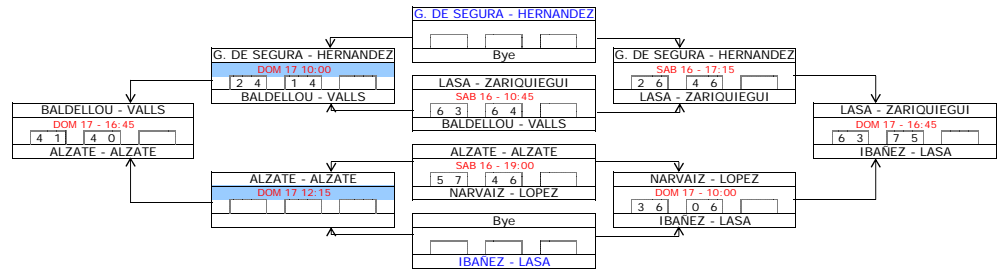 G. DE SEGURA - HERNANDEZ
Bye
G. DE SEGURA - HERNANDEZ
DOM 17 10:00
2 4 1 4
BALDELLOU - VALLS
LASA - ZARIQUIEGUI
SAB 16 - 10:45
6 3 6 4
BALDELLOU - VALLS
G. DE SEGURA - HERNANDEZ
SAB 16 - 17:15
2 6 4 6
LASA - ZARIQUIEGUI
BALDELLOU - VALLS
DOM 17 - 16:45
4 1 4 0
ALZATE - ALZATE
LASA - ZARIQUIEGUI
DOM 17 - 16:45
6 3 7 5
IBAÑEZ - LASA
ALZATE - ALZATE
DOM 17 12:15
ALZATE - ALZATE
SAB 16 - 19:00
5 7 4 6
NARVAIZ - LOPEZ
NARVAIZ - LOPEZ
DOM 17 - 10:00
3 6 0 6
IBAÑEZ - LASA
Bye
IBAÑEZ - LASA